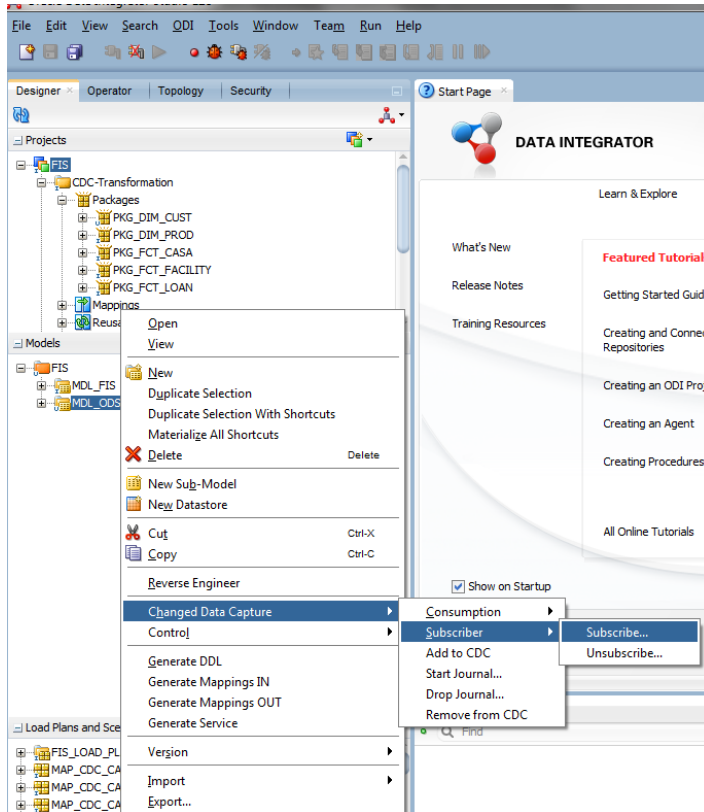 File Edit View Search ODI Tools Window Team Run Help
Designer Operator Topology Security
Start Page
Projects
FIS
CDC-Transformation
Packages
PKG_DIM_CUST
PKG_DIM_PROD
PKG_FCT_CASA
PKG_FCT_FACILITY
PKG_FCT_LOAN
Mappings
Reusa
Models
FIS
MDL_FIS
MDL_ODS
Load Plans and Sce
FIS_LOAD_PL
MAP_CDC_CA
MAP_CDC_CA
MAP_CDC_CA
Open
View
New
Duplicate Selection
Duplicate Selection With Shortcuts
Materialize All Shortcuts
Delete Delete
New Sub-Model
New Datastore
Cut Ctrl-X
Copy Ctrl-C
Reverse Engineer
Changed Data Capture
Control
Generate DDL
Generate Mappings IN
Generate Mappings OUT
Generate Service
Version
Import
Export...
Consumption
Subscriber
Add to CDC
Start Journal...
Drop Journal...
Remove from CDC
Subscribe...
Unsubscribe...
DATA INTEGRATOR
Learn & Explore
What's New
Release Notes
Training Resources
Featured Tutorial
Getting Started Guid
Creating and Connec
Repositories
Creating an ODI Pro
Creating an Agent
Creating Procedures
All Online Tutorials
Show on Startup
Find